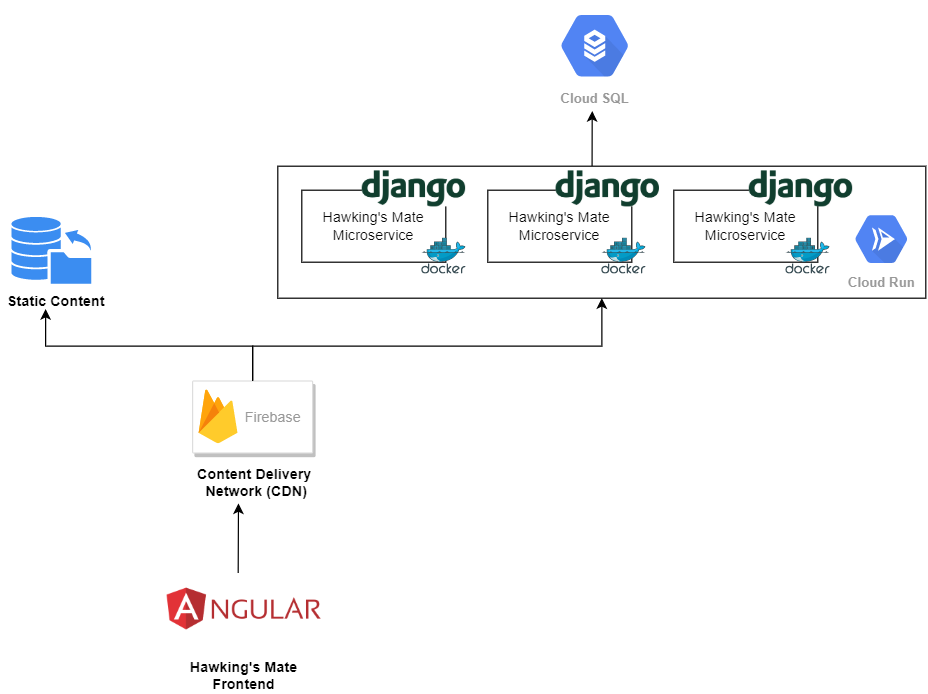 Cloud SQL
django
django
django
Hawking's Mate
Microservice
docker
Hawking's Mate
Microservice
docker
Hawking's Mate
Microservice
docker
Cloud Run
Static Content
Firebase
Content Delivery
Network (CDN)
ANGULAR
Hawking's Mate
Frontend